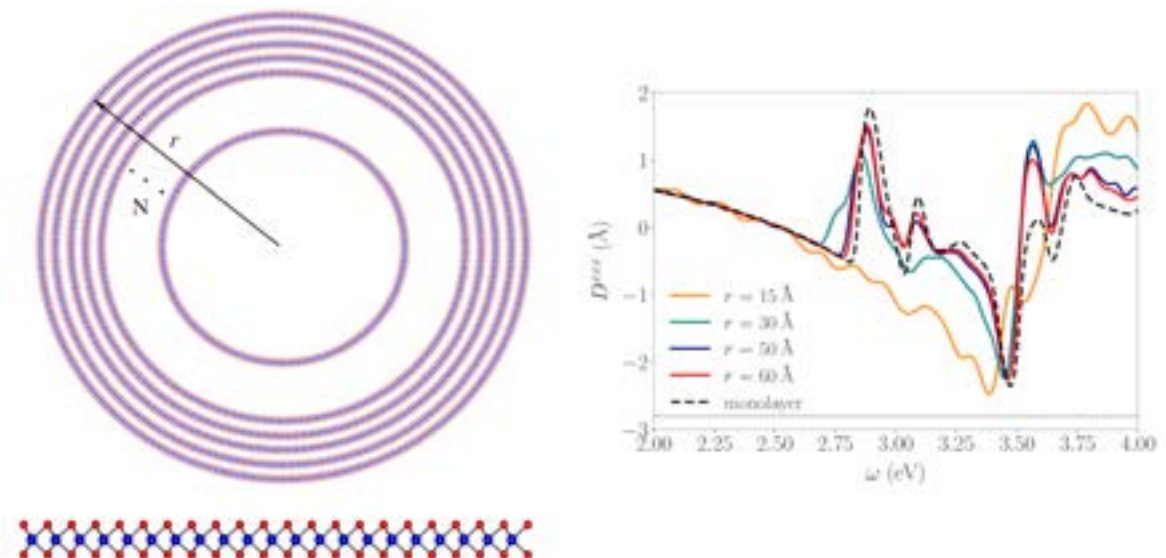 r
N
2
1
0
−1
−2
−3
D^{zzz} (Å)
r = 15 Å
r = 30 Å
r = 50 Å
r = 60 Å
monolayer
2.00 2.25 2.50 2.75 3.00 3.25 3.50 3.75 4.00
ω (eV)